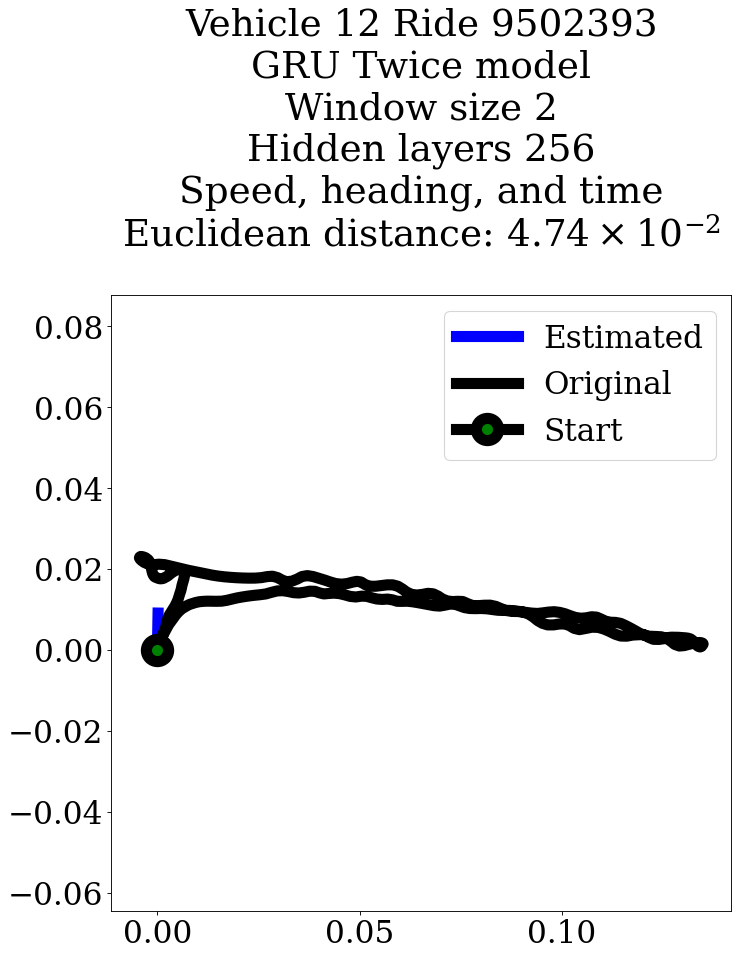 Vehicle 12 Ride 9502393
GRU Twice model
Window size 2
Hidden layers 256
Speed, heading, and time
Euclidean distance: 4.74 × 10⁻²
Estimated
Original
Start
0.08
0.06
0.04
0.02
0.00
−0.02
−0.04
−0.06
0.00 0.05 0.10